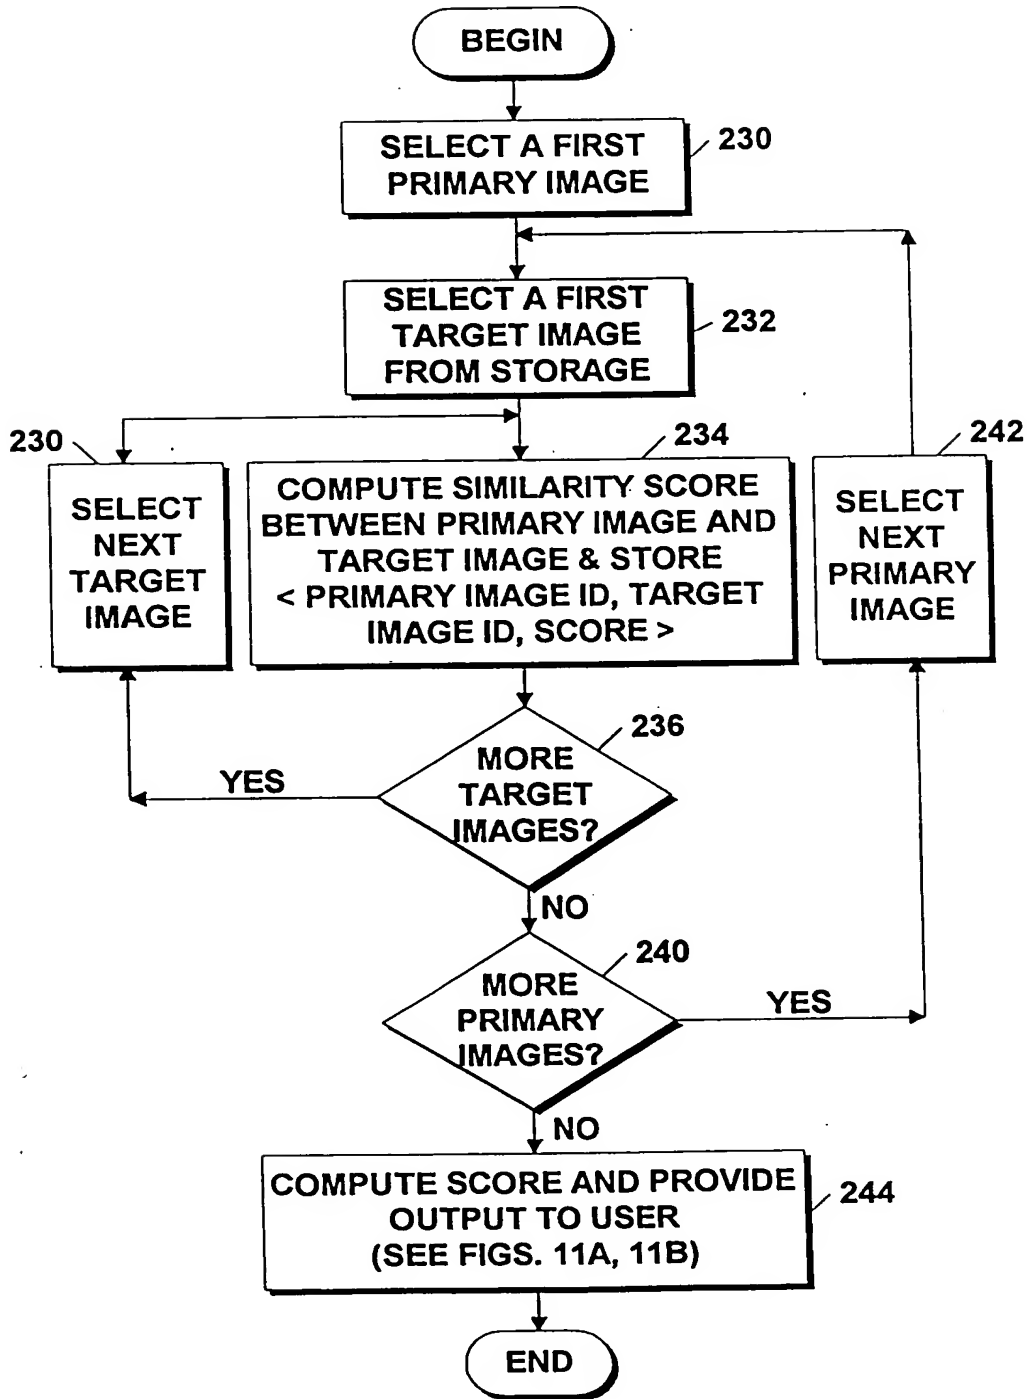 BEGIN
SELECT A FIRST
PRIMARY IMAGE
230
SELECT A FIRST
TARGET IMAGE
FROM STORAGE
232
230
SELECT
NEXT
TARGET
IMAGE
234
COMPUTE SIMILARITY SCORE
BETWEEN PRIMARY IMAGE AND
TARGET IMAGE & STORE
< PRIMARY IMAGE ID, TARGET
IMAGE ID, SCORE >
242
SELECT
NEXT
PRIMARY
IMAGE
236
MORE
TARGET
IMAGES?
YES
NO
240
MORE
PRIMARY
IMAGES?
YES
NO
COMPUTE SCORE AND PROVIDE
OUTPUT TO USER
(SEE FIGS. 11A, 11B)
244
END